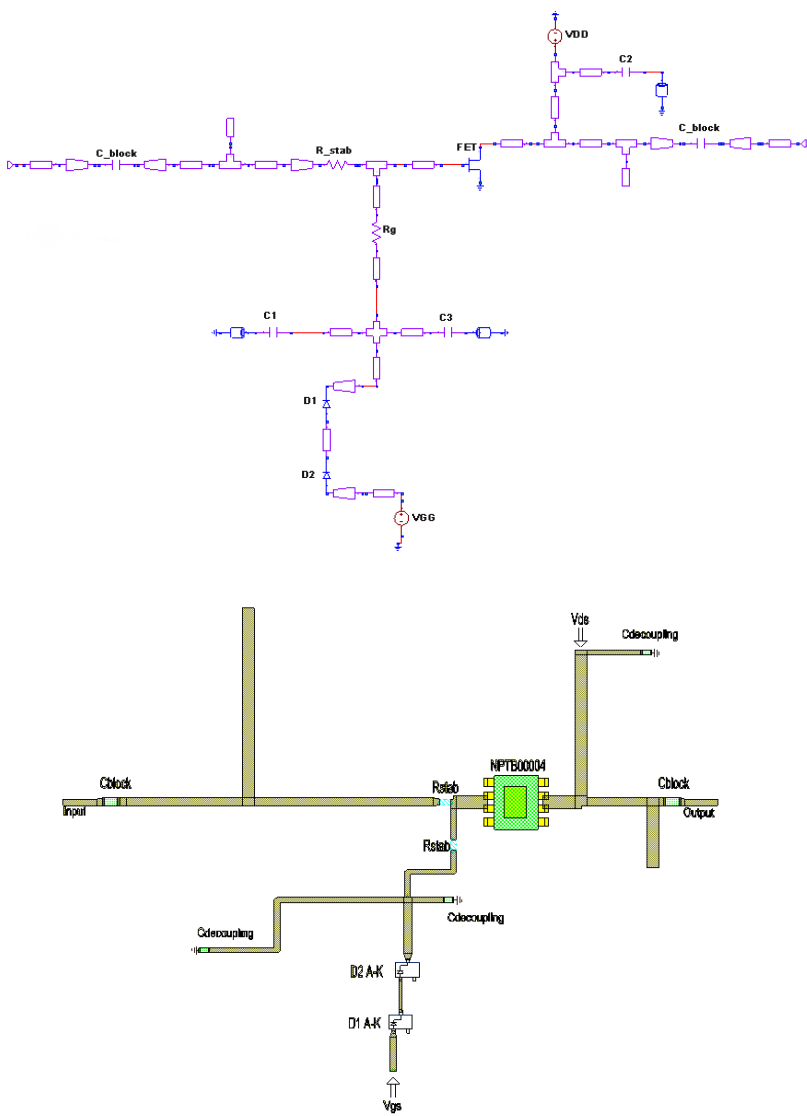 VDD
C2
C_block
FET
C_block
R_stab
Rg
C1
C3
D1
D2
VGG
Vds
Cdecoupling
NPTB00004
Cblock
Rstab
Cblock
Input
Output
Rstab
Cdecoupling
Cdecoupling
D2 A-K
D1 A-K
Vgs